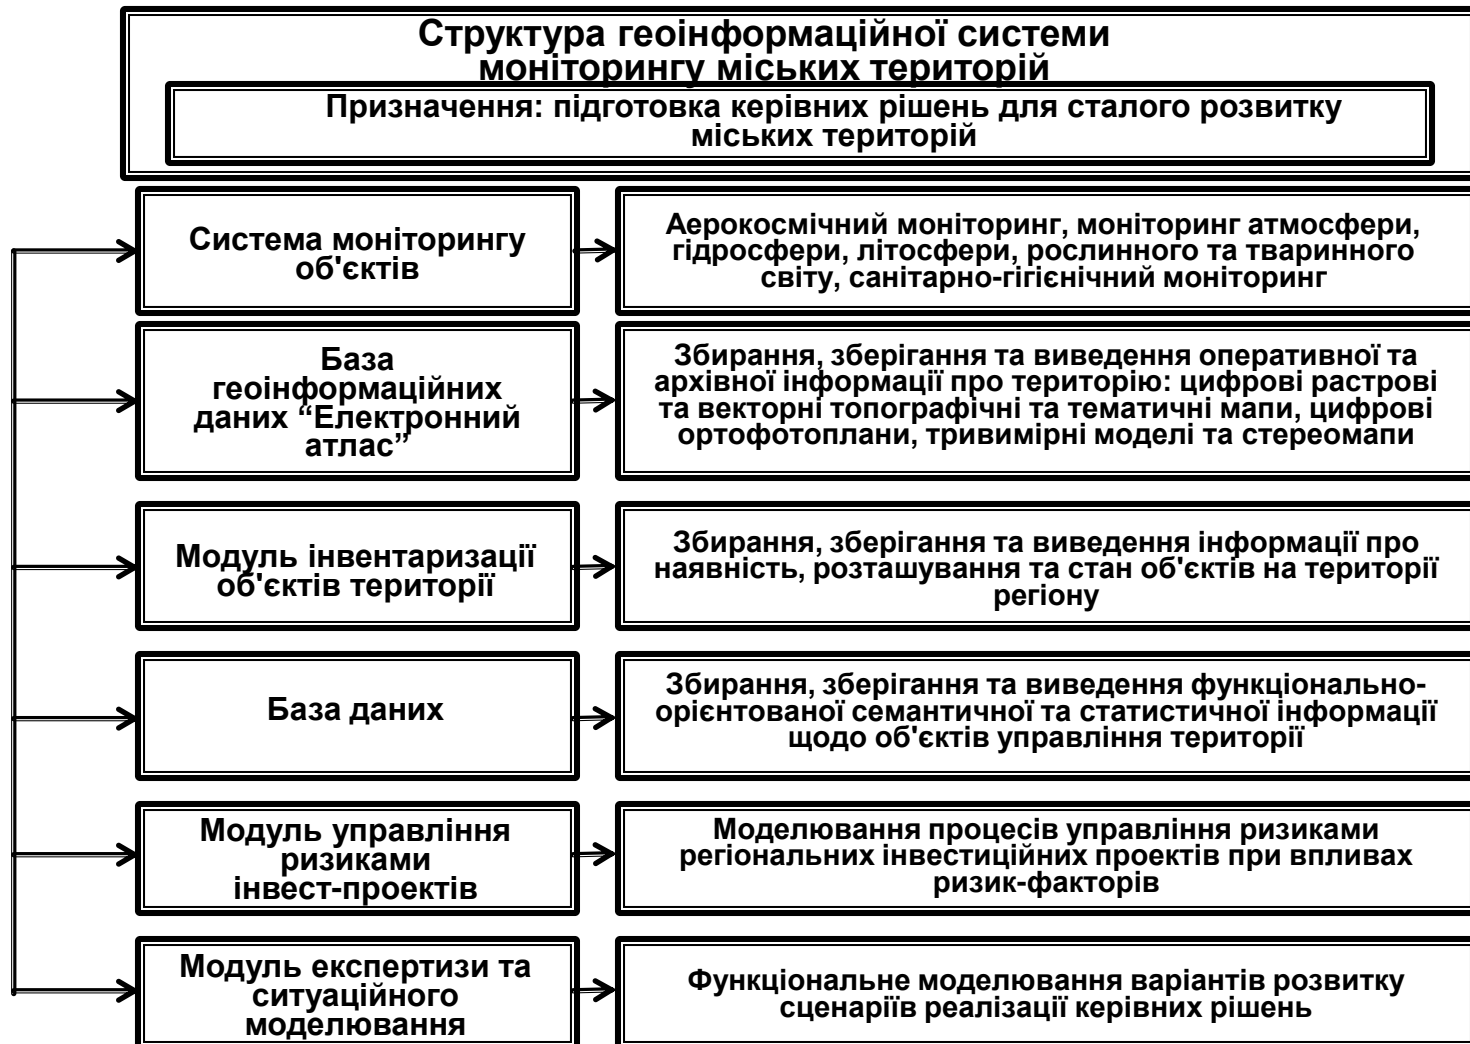 Структура геоінформаційної системи
моніторингу міських територій
Призначення: підготовка керівних рішень для сталого розвитку
міських територій
Система моніторингу
об'єктів
Аерокосмічний моніторинг, моніторинг атмосфери,
гідросфери, літосфери, рослинного та тваринного
світу, санітарно-гігієнічний моніторинг
База
геоінформаційних
даних “Електронний
атлас”
Збирання, зберігання та виведення оперативної та
архівної інформації про територію: цифрові растрові
та векторні топографічні та тематичні мапи, цифрові
ортофотоплани, тривимірні моделі та стереомапи
Модуль інвентаризації
об'єктів території
Збирання, зберігання та виведення інформації про
наявність, розташування та стан об'єктів на території
регіону
База даних
Збирання, зберігання та виведення функціонально-
орієнтованої семантичної та статистичної інформації
щодо об'єктів управління території
Модуль управління
ризиками
інвест-проектів
Моделювання процесів управління ризиками
регіональних інвестиційних проектів при впливах
ризик-факторів
Модуль експертизи та
ситуаційного
моделювання
Функціональне моделювання варіантів розвитку
сценаріїв реалізації керівних рішень